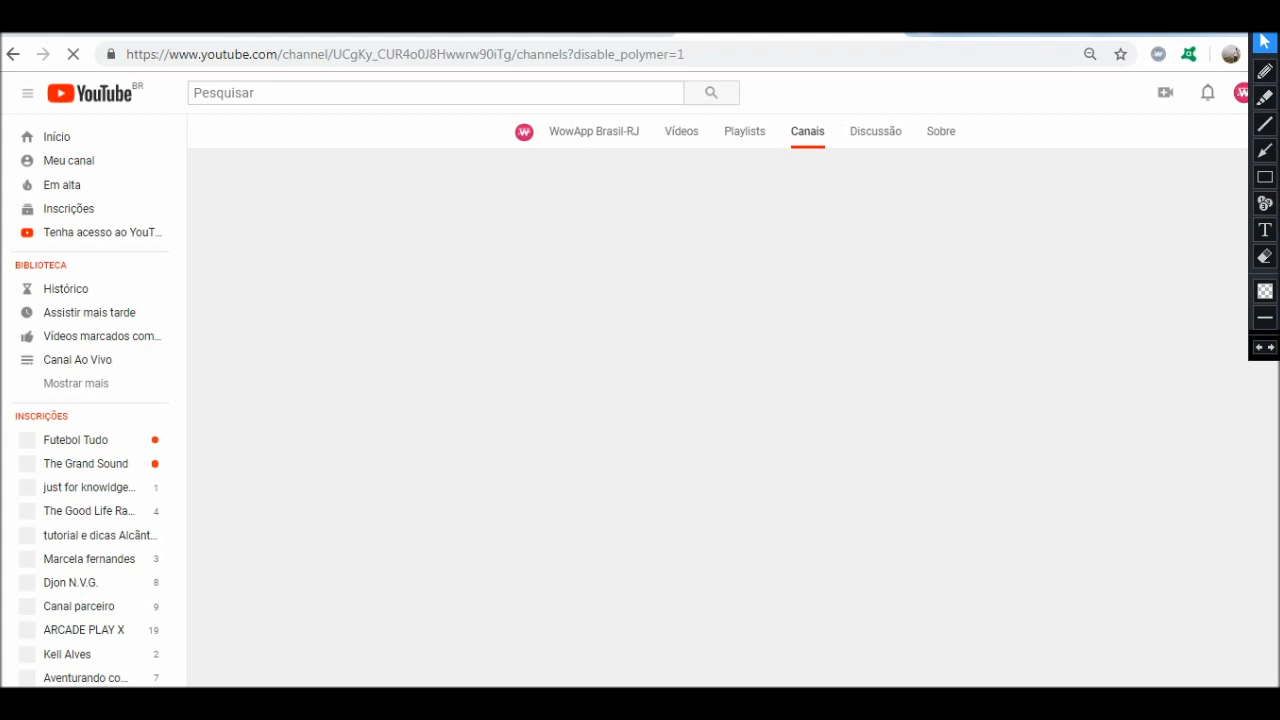 https://www.youtube.com/channel/UCgKy_CUR4o0J8Hwwrw90iTg/channels?disable_polymer=1
YouTube BR
Pesquisar
WowApp Brasil-RJ Vídeos Playlists Canais Discussão Sobre
Início
Meu canal
Em alta
Inscrições
Tenha acesso ao YouT...
BIBLIOTECA
Histórico
Assistir mais tarde
Vídeos marcados com...
Canal Ao Vivo
Mostrar mais
INSCRIÇÕES
Futebol Tudo
The Grand Sound
just for knowidge... 1
The Good Life Ra... 4
tutorial e dicas Alcãnt...
Marcela fernandes 3
Djon N.V.G. 8
Canal parceiro 9
ARCADE PLAY X 19
Kell Alves 2
Aventurando co... 7